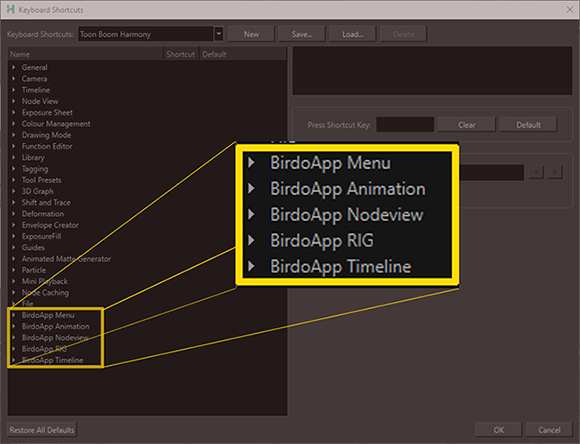 Keyboard Shortcuts
Keyboard Shortcuts: Toon Boom Harmony New Save... Load... Delete
Name Shortcut Default
General
Camera
Timeline
Node View
Exposure Sheet
Colour Management
Drawing Mode
Function Editor
Library
Tagging
Tool Presets
3D Graph
Shift and Trace
Deformation
Envelope Creator
ExposureFill
Guides
Animated Matte Generator
Particle
Mini Playback
Node Caching
File
BirdoApp Menu
BirdoApp Animation
BirdoApp Nodeview
BirdoApp RIG
BirdoApp Timeline
Press Shortcut Key: Clear Default
BirdoApp Menu
BirdoApp Animation
BirdoApp Nodeview
BirdoApp RIG
BirdoApp Timeline
Restore All Defaults OK Cancel